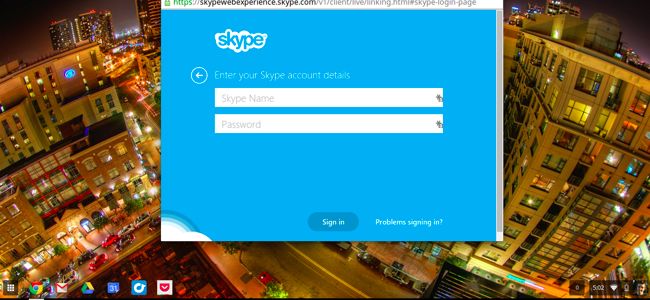 https://skypewebexperience.skype.com/v1/client/live/linking.html#skype-login-page
skype
Enter your Skype account details
Skype Name
Password
Sign in
Problems signing in?
31
0
5:02